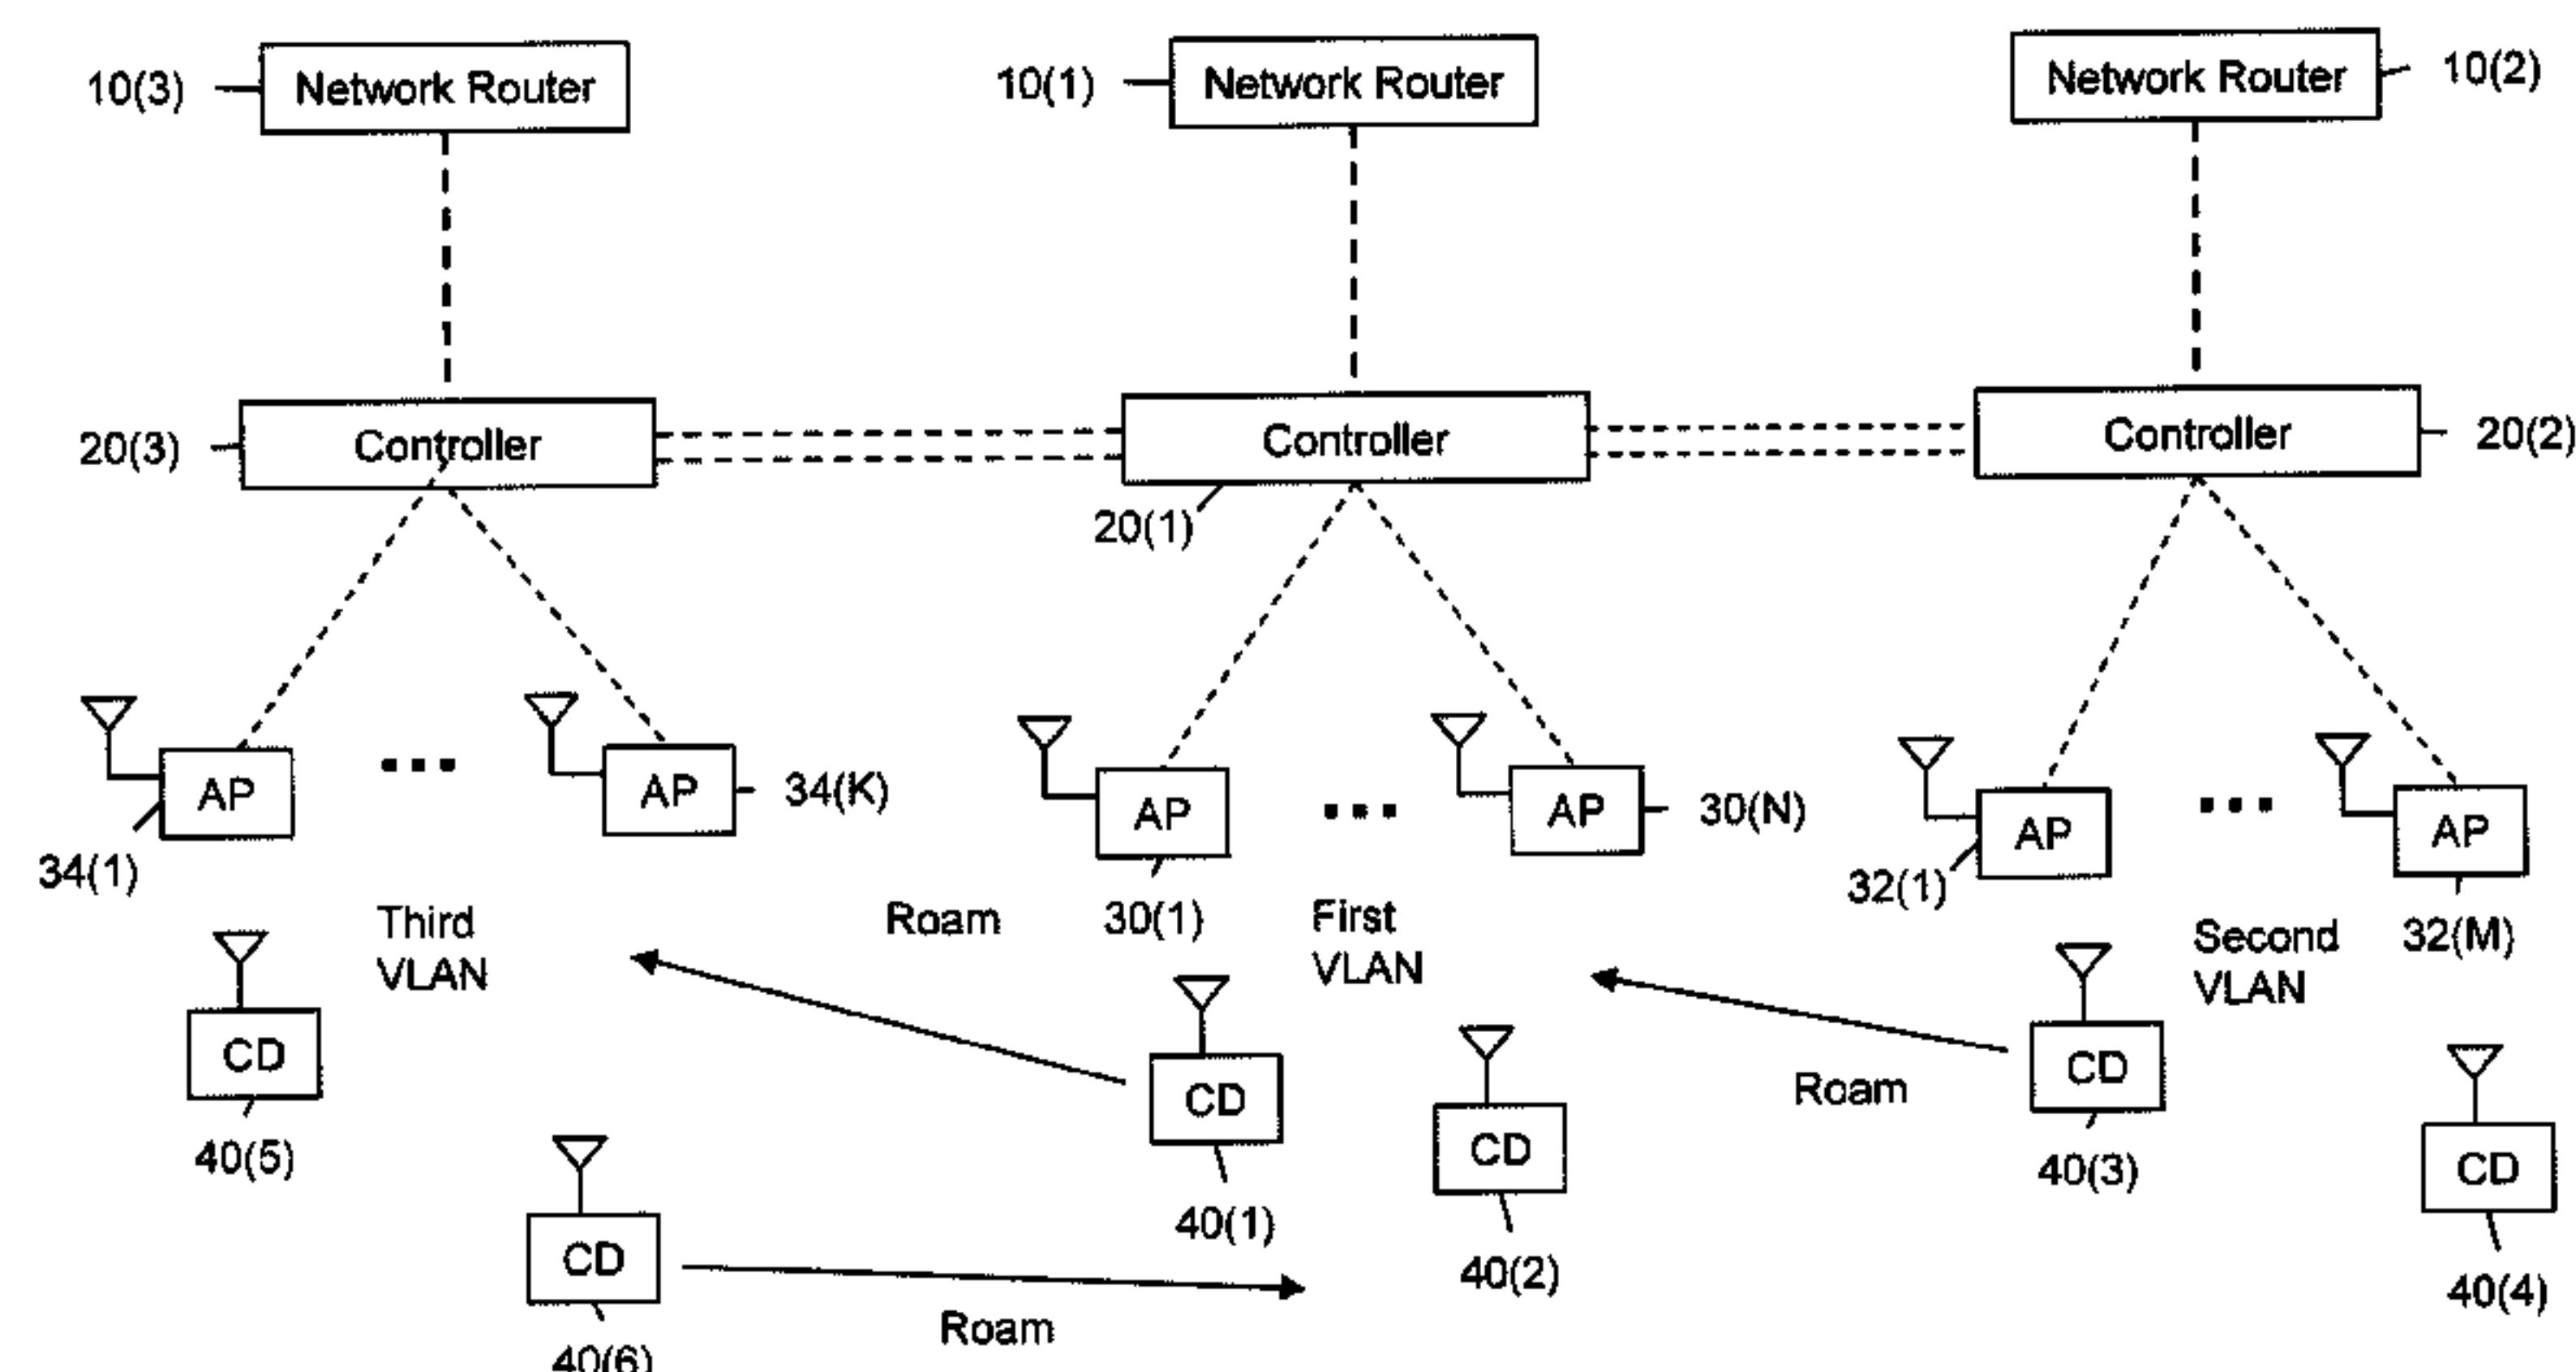 10(3)
Network Router
10(1)
Network Router
Network Router
10(2)
20(3)
Controller
Controller
Controller
20(2)
20(1)
AP
AP
34(K)
AP
AP
30(N)
AP
AP
34(1)
32(1)
Third
VLAN
Roam
30(1)
First
VLAN
Second
VLAN
32(M)
CD
CD
CD
Roam
CD
CD
40(5)
40(1)
40(2)
40(3)
40(4)
CD
Roam
40(6)